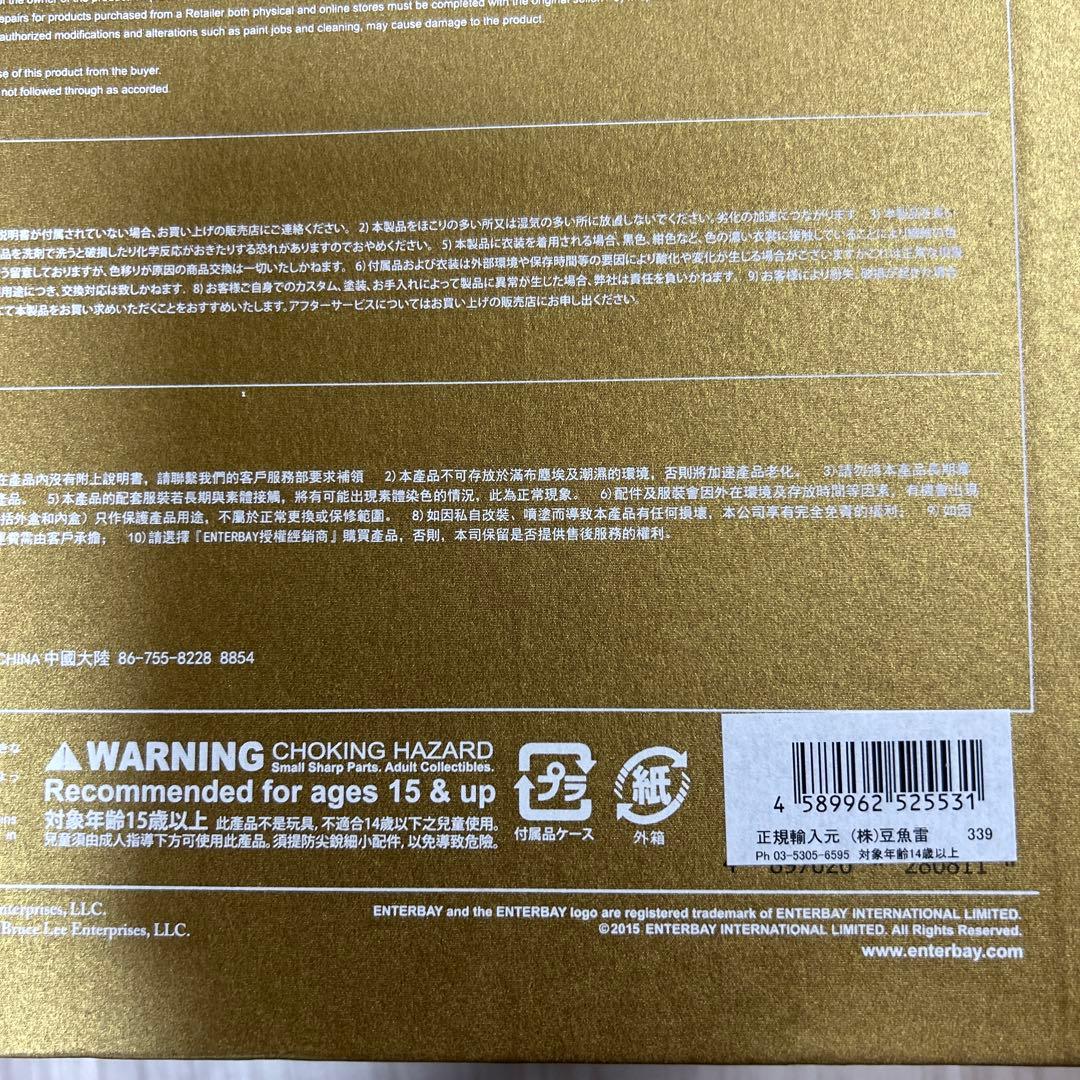 epairs for products purchased from a Retailer both physical and online stores must be completed with the original
authorized modifications and alterations such as paint jobs and cleaning, may cause damage to the product.
se of this product from the buyer.
not followed through as accorded.
説明書が付属されていない場合、お買い上げの販売店にご連絡ください。 2) 本製品をほこりの多い所又は湿気の多い所に放置しないでください。劣化の加速につながります。 3)
品を洗剤で洗うと破損したり化学反応がおきたりする恐れがありますのでおやめください。 5) 本製品に衣装を着用される場合、黒色、紺色など、色の濃い衣装に接触していることにより
う留意しておりますが、色移りが原因の商品交換は一切いたしかねます。 6) 付属品および衣装は外部環境や保存時間等の要因により酸化や変化が生じる場合がございますがこれは正常な
用途につき、交換対応は致しかねます。 8) お客様ご自身でのカスタム、塗装、お手入れによって製品に異常が生じた場合、弊社は責任を負いかねます。 9) お客様により紛失、破損が起きた場合
て本製品をお買い求めいただくことをおすすめいたします。アフターサービスについてはお買い上げの販売店にお申し出ください。
在產品內沒有附上說明書，請聯繫我們的客戶服務部要求補領 2)本產品不可存放於滿布塵埃及潮濕的環境，否則將加速產品老化。 3)請勿將本產品長期
產品。 5)本產品的配套服裝若長期與素體接觸，將有可能出現素體染色的情況，此為正常現象。 6)配件及服裝會因外在環境及存放時間等因素，有機會出現
括外盒和內盒）只作保護產品用途，不屬於正常更換或保修範圍。 8)如因私自改裝、噴塗而導致本產品有任何損壞，本公司享有完全免責的權利； 9)如因
費需由客戶承擔； 10)請選擇『ENTERBAY授權經銷商』購買產品，否則，本司保留是否提供售後服務的權利。
CHINA 中國大陸 86-755-8228 8854
WARNING CHOKING HAZARD
Small Sharp Parts. Adult Collectibles.
Recommended for ages 15 & up
対象年齢15歳以上 此產品不是玩具，不適合14歲以下之兒童使用。
兒童須由成人指導下方可使用此產品。須提防尖銳細小配件，以免導致危險。
プラ
付属品ケース
紙
外箱
4 589962 525531
正規輸入元 (株)豆魚雷 339
Ph 03-5305-6595 対象年齢14歳以上
nterprises, LLC.
Bruce Lee Enterprises, LLC.
ENTERBAY and the ENTERBAY logo are registered trademark of ENTERBAY INTERNATIONAL LIMITED.
©2015 ENTERBAY INTERNATIONAL LIMITED. All Rights Reserved.
www.enterbay.com